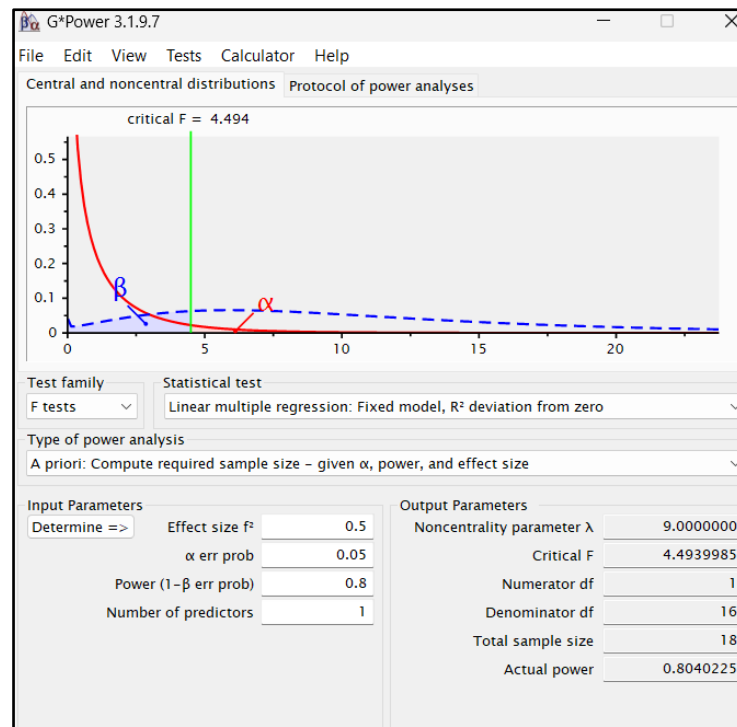 G*Power 3.1.9.7
File Edit View Tests Calculator Help
Central and noncentral distributions Protocol of power analyses
critical F = 4.494
0.5
0.4
0.3
0.2
0.1
0
β
α
0 5 10 15 20
Test family Statistical test
F tests Linear multiple regression: Fixed model, R² deviation from zero
Type of power analysis
A priori: Compute required sample size – given α, power, and effect size
Input Parameters Output Parameters
Determine => Effect size f² 0.5 Noncentrality parameter λ 9.0000000
α err prob 0.05 Critical F 4.4939985
Power (1-β err prob) 0.8 Numerator df 1
Number of predictors 1 Denominator df 16
Total sample size 18
Actual power 0.8040225